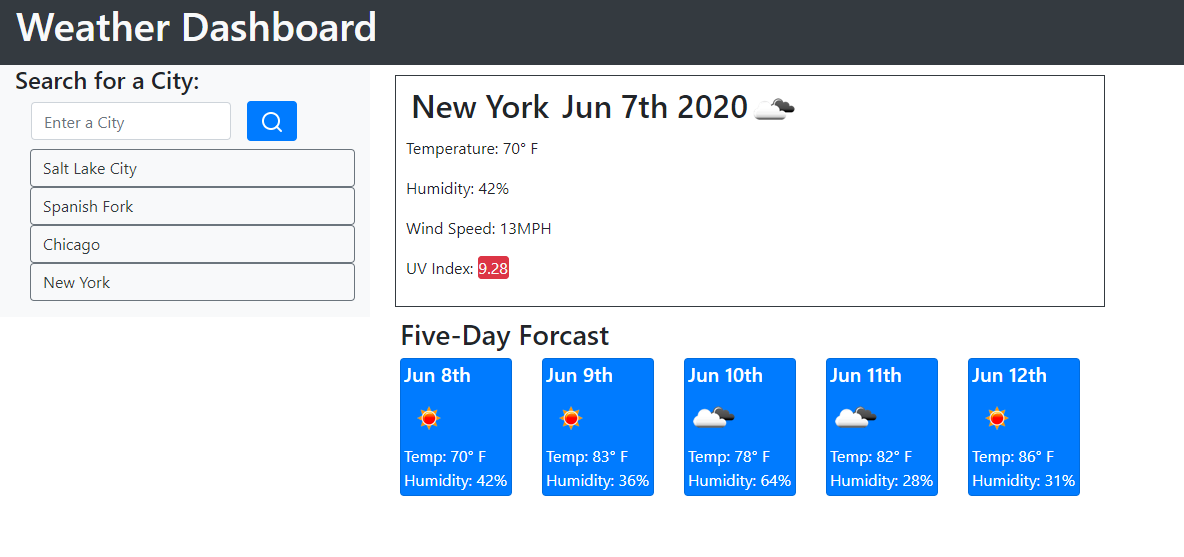 Weather Dashboard
Search for a City:
Enter a City
Salt Lake City
Spanish Fork
Chicago
New York
New York Jun 7th 2020
Temperature: 70° F
Humidity: 42%
Wind Speed: 13MPH
UV Index: 9.28
Five-Day Forcast
Jun 8th
Temp: 70° F
Humidity: 42%
Jun 9th
Temp: 83° F
Humidity: 36%
Jun 10th
Temp: 78° F
Humidity: 64%
Jun 11th
Temp: 82° F
Humidity: 28%
Jun 12th
Temp: 86° F
Humidity: 31%